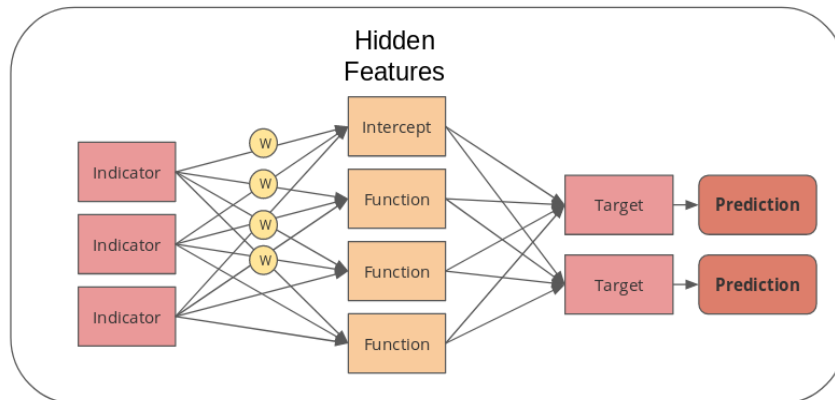 Hidden
Features
W
W
W
W
Indicator
Indicator
Indicator
Intercept
Function
Function
Function
Target
Prediction
Target
Prediction